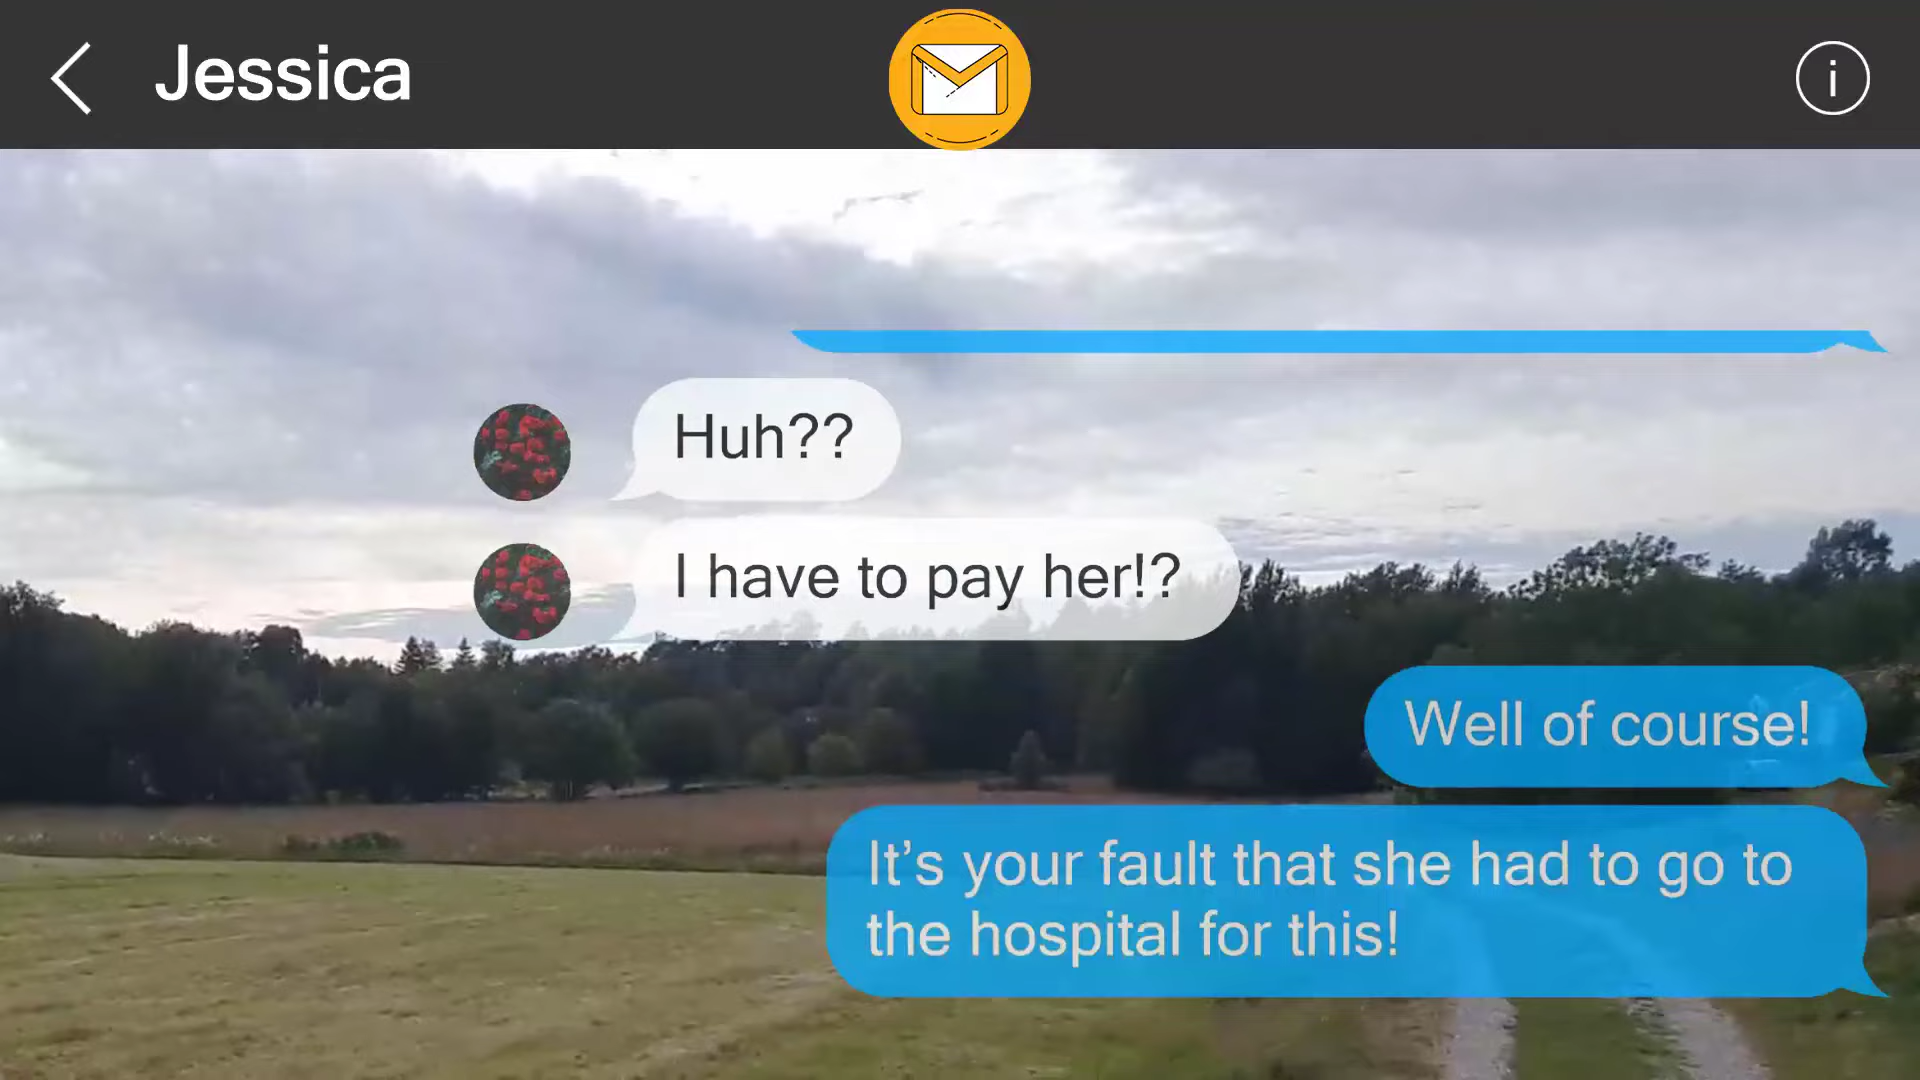 Jessica
i
Huh??
I have to pay her!?
Well of course!
It’s your fault that she had to go to
the hospital for this!